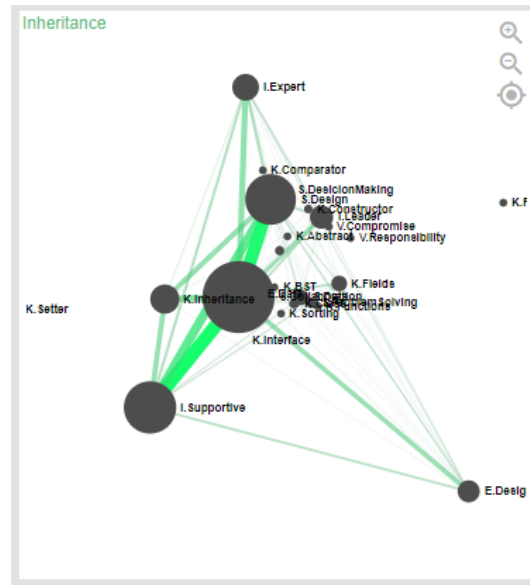 Inheritance
I.Expert
K.Comparator
S.DesicionMaking
S.Design
K.F
K.Constructor
I.Leader
V.Compromise
K.Abstract
V.Responsibility
K.BST
K.Fields
K.Inheritance
K.Setter
K.Sorting
K.Interface
I.Supportive
E.Desig